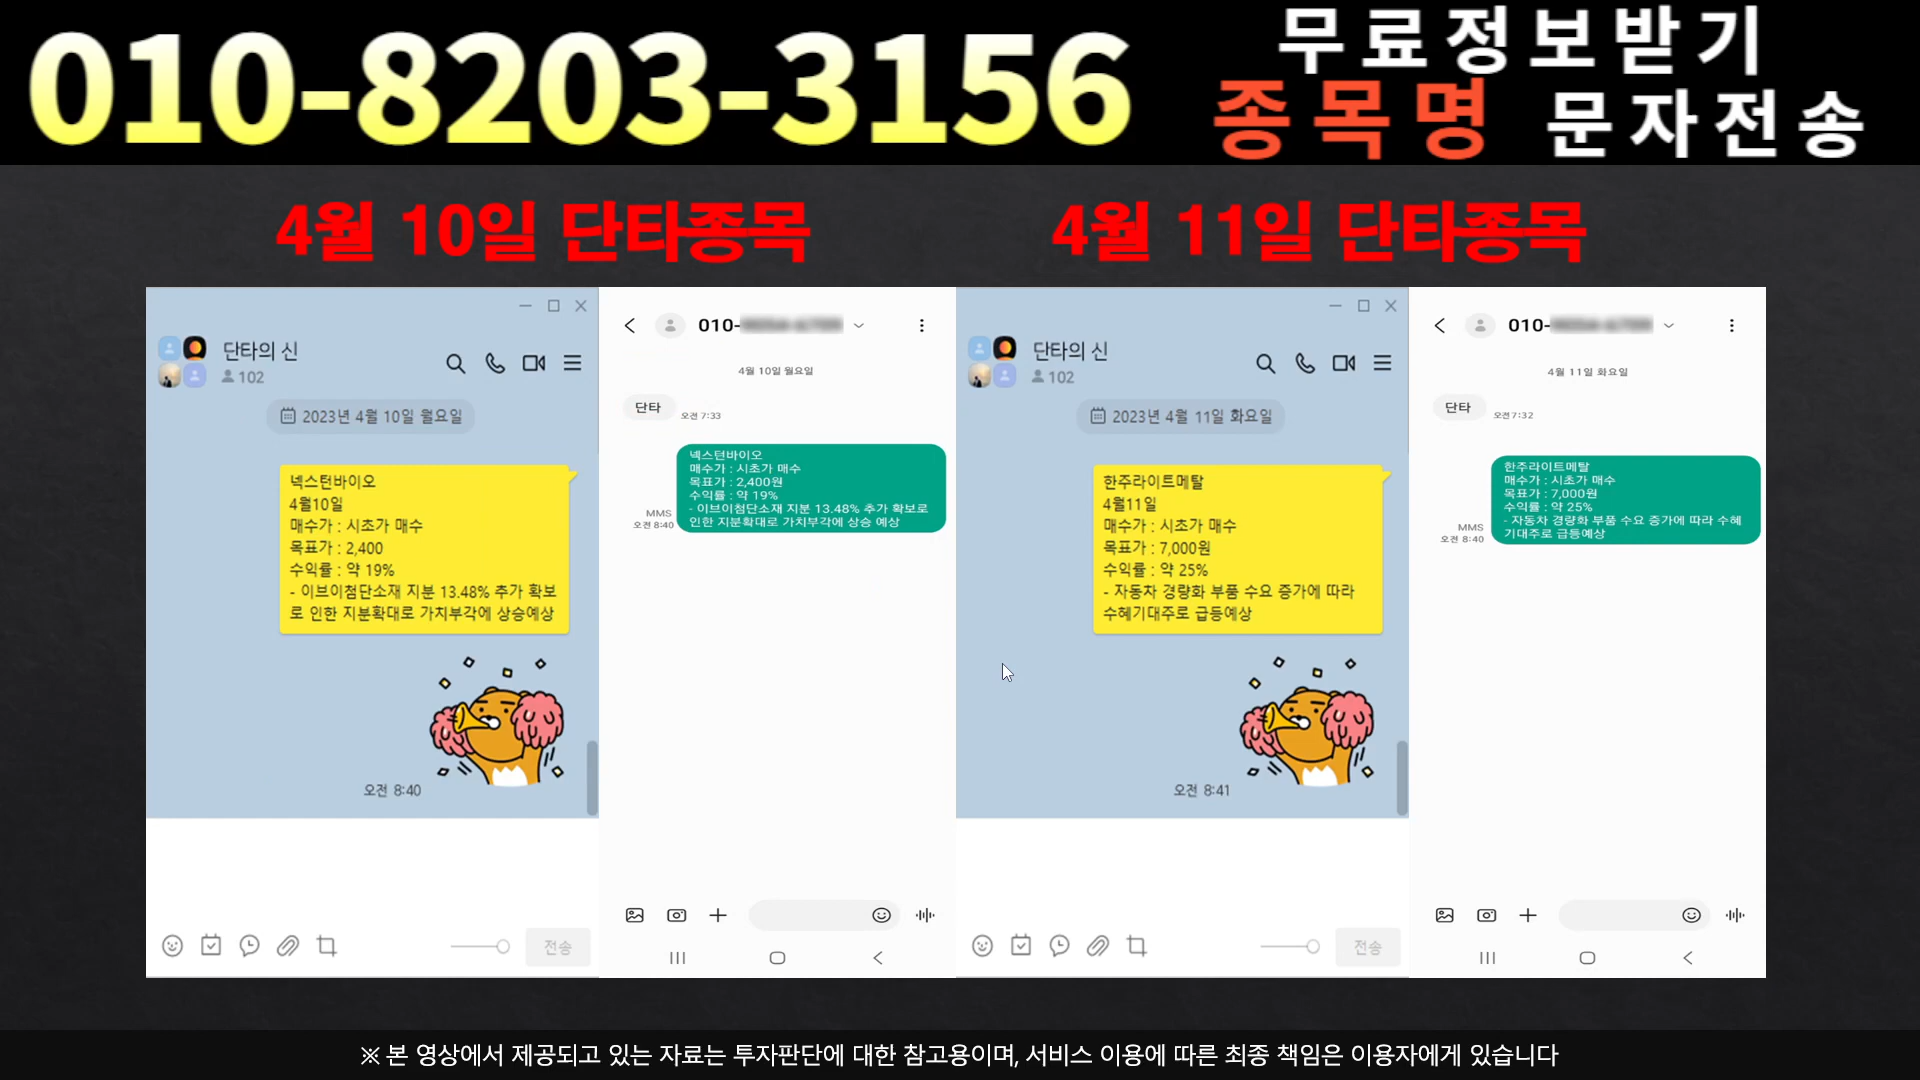 010-8203-3156
무료정보받기
종목명 문자전송
4월 10일 단타종목
4월 11일 단타종목
단타의 신
102
2023년 4월 10일 월요일
넥스턴바이오
4월10일
매수가 : 시초가 매수
목표가 : 2,400
수익률 : 약 19%
- 이브이첨단소재 지분 13.48% 추가 확보
로 인한 지분확대로 가치부각에 상승예상
오전 8:40
전송
010-
4월 10일 월요일
단타
오전 7:33
넥스턴바이오
매수가 : 시초가 매수
목표가 : 2,400원
수익률 : 약 19%
- 이브이첨단소재 지분 13.48% 추가 확보로
인한 지분확대로 가치부각에 상승 예상
MMS
오전 8:40
단타의 신
102
2023년 4월 11일 화요일
한주라이트메탈
4월11일
매수가 : 시초가 매수
목표가 : 7,000원
수익률 : 약 25%
- 자동차 경량화 부품 수요 증가에 따라
수혜기대주로 급등예상
오전 8:41
전송
010-
4월 11일 화요일
단타
오전 7:32
한주라이트메탈
매수가 : 시초가 매수
목표가 : 7,000원
수익률 : 약 25%
- 자동차 경량화 부품 수요 증가에 따라 수혜
기대주로 급등예상
MMS
오전 8:40
※ 본 영상에서 제공되고 있는 자료는 투자판단에 대한 참고용이며, 서비스 이용에 따른 최종 책임은 이용자에게 있습니다